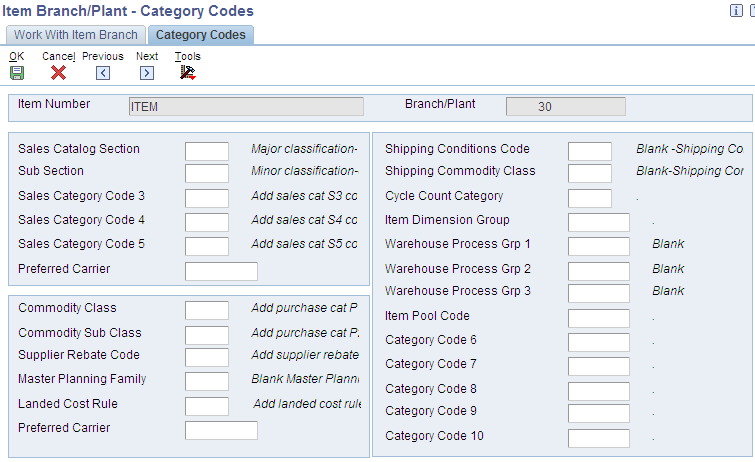 Item Branch/Plant - Category Codes
Work With Item Branch Category Codes
OK Cancel Previous Next Tools
Item Number ITEM Branch/Plant 30
Sales Catalog Section Major classification-
Sub Section Minor classification-
Sales Category Code 3 Add sales cat S3 co
Sales Category Code 4 Add sales cat S4 co
Sales Category Code 5 Add sales cat S5 co
Preferred Carrier
Commodity Class Add purchase cat P
Commodity Sub Class Add purchase cat P.
Supplier Rebate Code Add supplier rebate
Master Planning Family Blank Master Planni
Landed Cost Rule Add landed cost rule
Preferred Carrier
Shipping Conditions Code Blank -Shipping Co.
Shipping Commodity Class Blank-Shipping Cor
Cycle Count Category .
Item Dimension Group .
Warehouse Process Grp 1 Blank
Warehouse Process Grp 2 Blank
Warehouse Process Grp 3 Blank
Item Pool Code .
Category Code 6 .
Category Code 7 .
Category Code 8 .
Category Code 9 .
Category Code 10 .